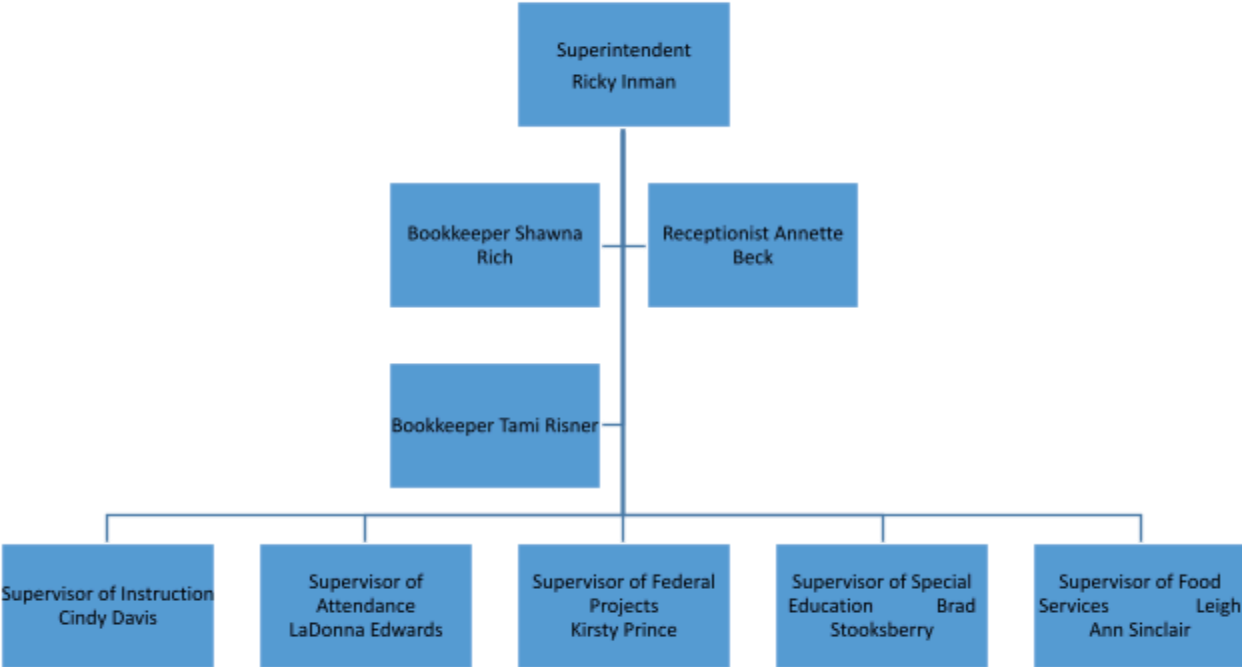 Superintendent
Ricky Inman
Bookkeeper Shawna
Rich
Receptionist Annette
Beck
Bookkeeper Tami Risner
Supervisor of Instruction
Cindy Davis
Supervisor of
Attendance
LaDonna Edwards
Supervisor of Federal
Projects
Kirsty Prince
Supervisor of Special
Education Brad
Stooksberry
Supervisor of Food
Services Leigh
Ann Sinclair